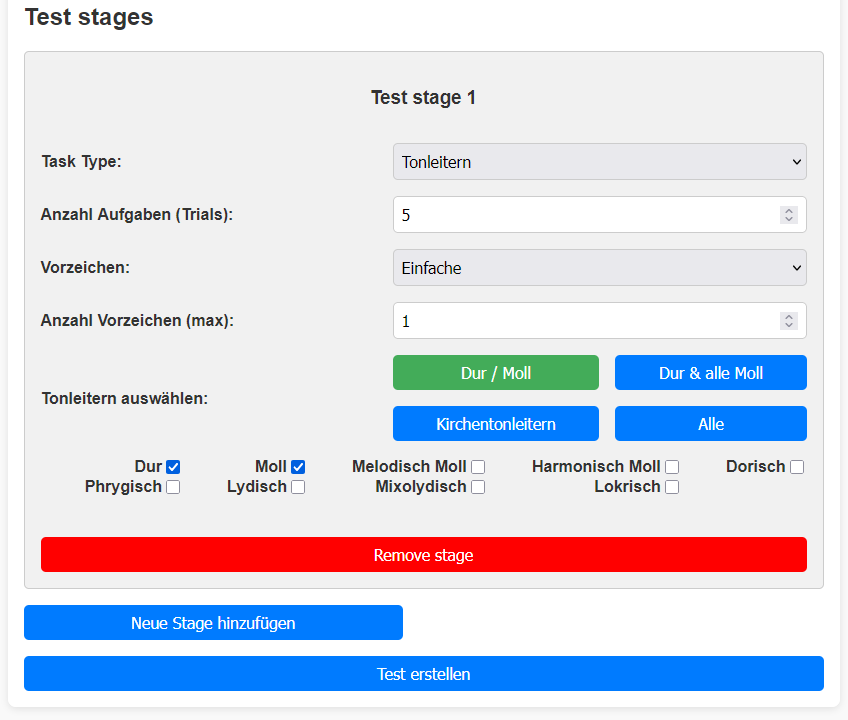 Test stages
Test stage 1
Task Type: Tonleitern
Anzahl Aufgaben (Trials): 5
Vorzeichen: Einfache
Anzahl Vorzeichen (max): 1
Tonleitern auswählen:
Dur / Moll Dur & alle Moll
Kirchentonleitern Alle
Dur Moll Melodisch Moll Harmonisch Moll Dorisch
Phrygisch Lydisch Mixolydisch Lokrisch
Remove stage
Neue Stage hinzufügen
Test erstellen